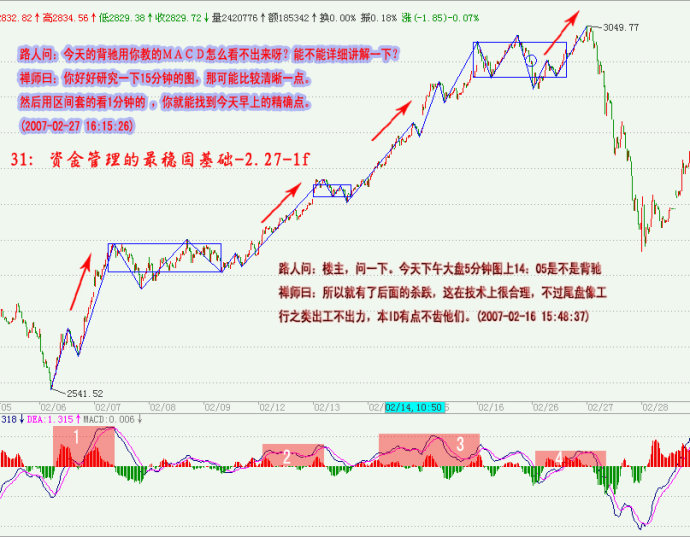 2832.82↑高2834.56↑低2829.38↑收2829.72↓量2420776↑额185342↑换0.00% 振0.18% 涨(-1.85)-0.07%
3049.77
路人问：今天的背驰用你教的MACD怎么看不出来呀？能不能详细讲解一下？
禅师曰：你好好研究一下15分钟的图，那可能比较清晰一点。
然后用区间套的看1分钟的，你就能找到今天早上的精确点。
(2007-02-27 16:15:26)
31: 资金管理的最稳固基础-2.27-1f
路人问：楼主，问一下。今天下午大盘5分钟图上14：05是不是背驰
禅师曰：所以就有了后面的杀跌，这在技术上很合理，不过尾盘像工
行之类出工不出力，本ID有点不齿他们。(2007-02-16 15:48:37)
2541.52
05 02/06 02/07 02/08 02/09 02/12 02/13 02/14,10:50 02/16 02/26 02/27 02/28
318↓DEA:1.315↑MACD:0.006↓
1 2 3 4